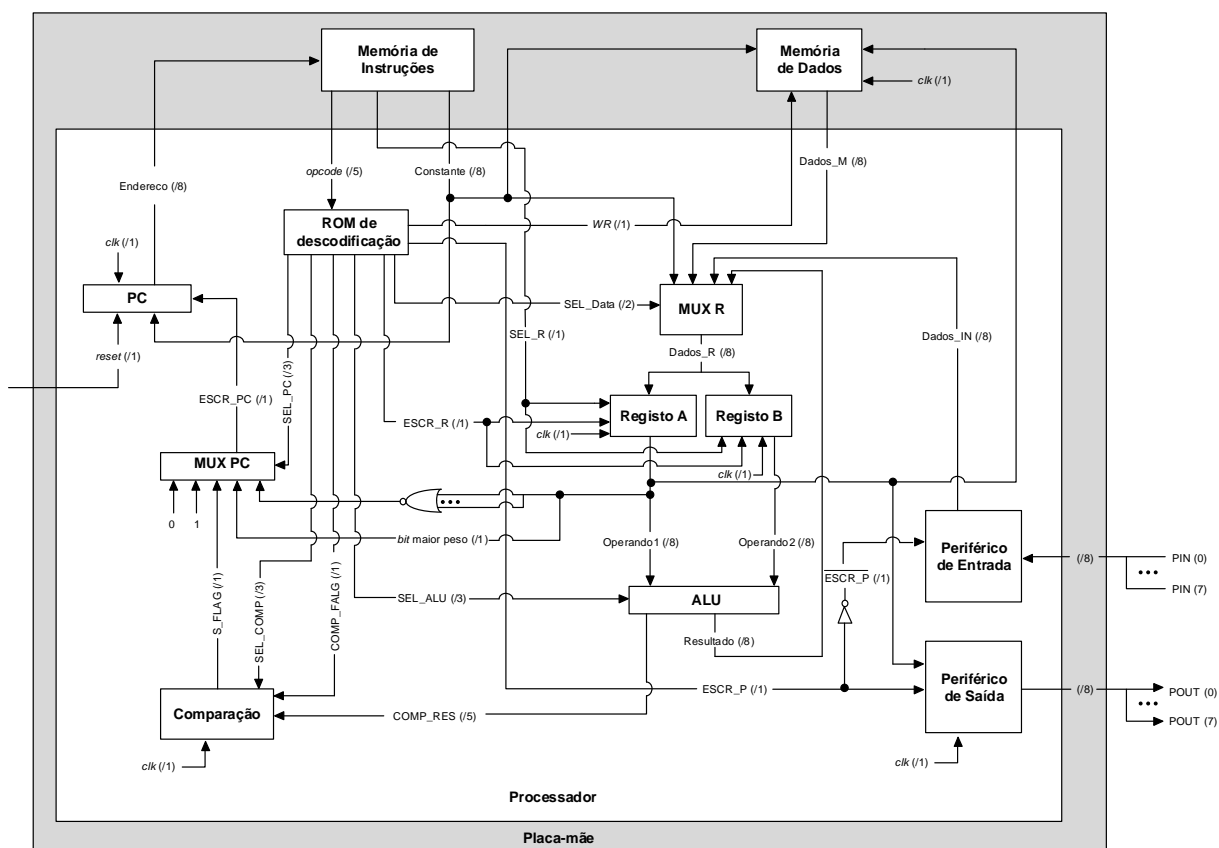 Memória de
Instruções
Memória
de Dados
clk (/1)
opcode (/5)
Constante (/8)
Dados_M (/8)
Endereco (/8)
ROM de
descodificação
WR (/1)
clk (/1)
PC
SEL_Data (/2)
MUX R
SEL_R (/1)
Dados_IN (/8)
reset (/1)
SEL_PC (/3)
Dados_R (/8)
ESCR_PC (/1)
Registo A
Registo B
ESCR_R (/1)
clk (/1)
MUX PC
clk (/1)
0
1
bit maior peso (/1)
Operando1 (/8)
Operando2 (/8)
Periférico
de Entrada
(/8)
PIN (0)
PIN (7)
ESCR_P (/1)
S_FLAG (/1)
SEL_COMP (/3)
COMP_FALG (/1)
SEL_ALU (/3)
ALU
Resultado (/8)
ESCR_P (/1)
Periférico
de Saída
(/8)
POUT (0)
POUT (7)
Comparação
COMP_RES (/5)
clk (/1)
clk (/1)
Processador
Placa-mãe